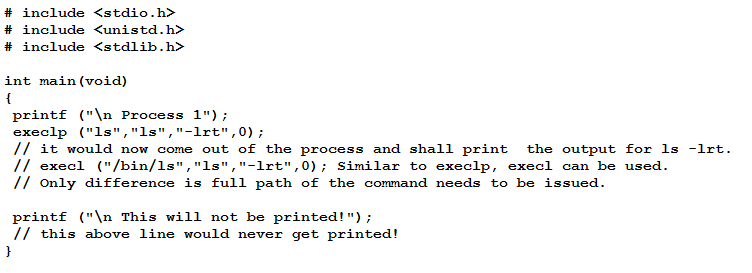 # include <stdio.h>
# include <unistd.h>
# include <stdlib.h>

int main(void)
{
 printf ("\n Process 1");
 execlp ("ls","ls","-lrt",0);
 // it would now come out of the process and shall print  the output for ls -lrt.
 // execl ("/bin/ls","ls","-lrt",0); Similar to execlp, execl can be used.
 // Only difference is full path of the command needs to be issued.

 printf ("\n This will not be printed!");
 // this above line would never get printed!
}